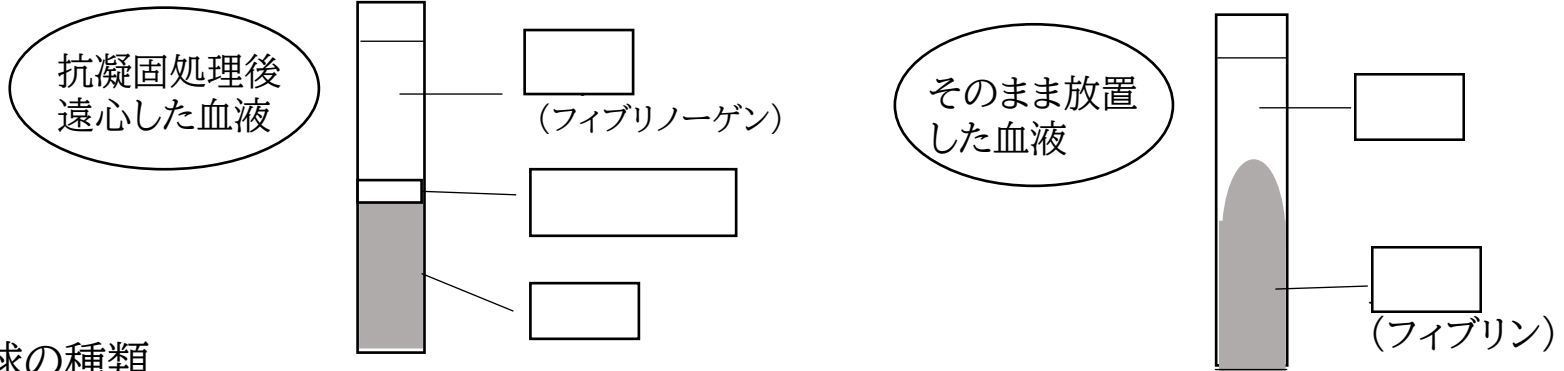 抗凝固処理後
遠心した血液
（フィブリノーゲン）
そのまま放置
した血液
（フィブリン）
球の種類